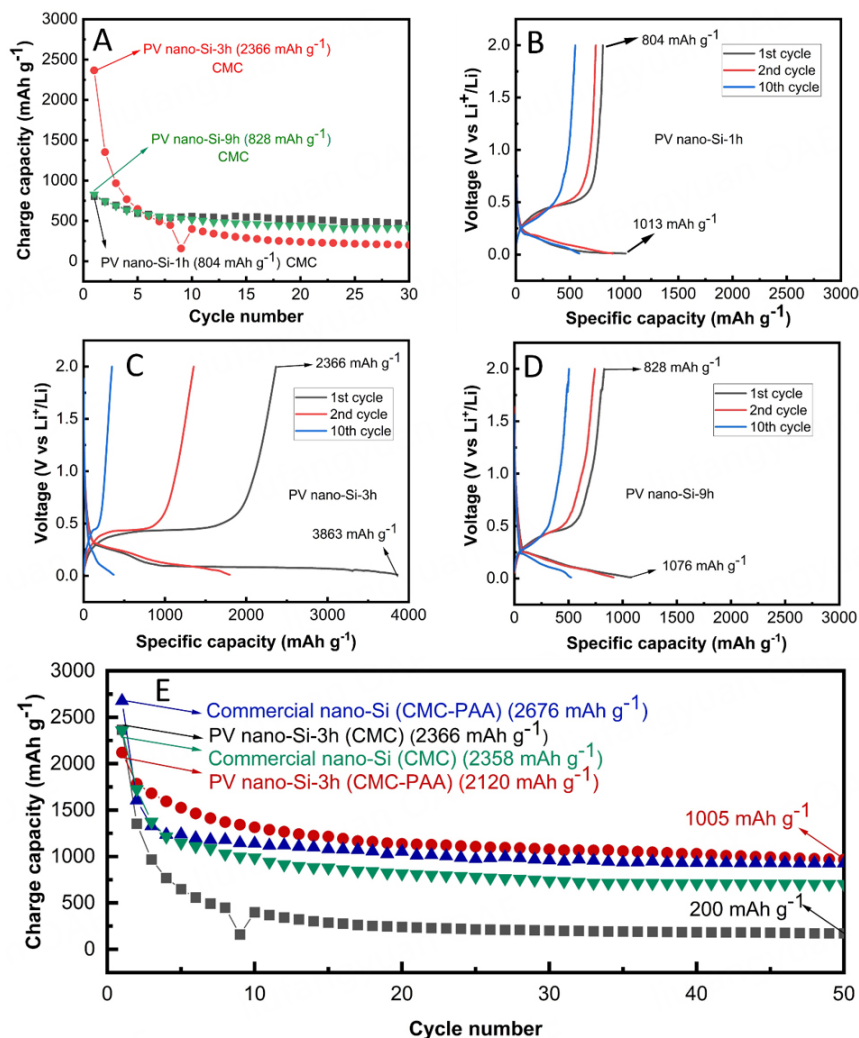 A
PV nano-Si-3h (2366 mAh g⁻¹)
CMC
PV nano-Si-9h (828 mAh g⁻¹)
CMC
PV nano-Si-1h (804 mAh g⁻¹) CMC
Charge capacity (mAh g⁻¹)
3000
2500
2000
1500
1000
500
0
0 5 10 15 20 25 30
Cycle number
B
804 mAh g⁻¹
1st cycle
2nd cycle
10th cycle
PV nano-Si-1h
1013 mAh g⁻¹
Voltage (V vs Li⁺/Li)
2.0
1.5
1.0
0.5
0.0
0 500 1000 1500 2000 2500 3000
Specific capacity (mAh g⁻¹)
C
2366 mAh g⁻¹
1st cycle
2nd cycle
10th cycle
PV nano-Si-3h
3863 mAh g⁻¹
Voltage (V vs Li⁺/Li)
2.0
1.5
1.0
0.5
0.0
0 1000 2000 3000 4000
Specific capacity (mAh g⁻¹)
D
828 mAh g⁻¹
1st cycle
2nd cycle
10th cycle
PV nano-Si-9h
1076 mAh g⁻¹
Voltage (V vs Li⁺/Li)
2.0
1.5
1.0
0.5
0.0
0 500 1000 1500 2000 2500 3000
Specific capacity (mAh g⁻¹)
E
Commercial nano-Si (CMC-PAA) (2676 mAh g⁻¹)
PV nano-Si-3h (CMC) (2366 mAh g⁻¹)
Commercial nano-Si (CMC) (2358 mAh g⁻¹)
PV nano-Si-3h (CMC-PAA) (2120 mAh g⁻¹)
1005 mAh g⁻¹
200 mAh g⁻¹
Charge capacity (mAh g⁻¹)
3000
2500
2000
1500
1000
500
0
0 10 20 30 40 50
Cycle number